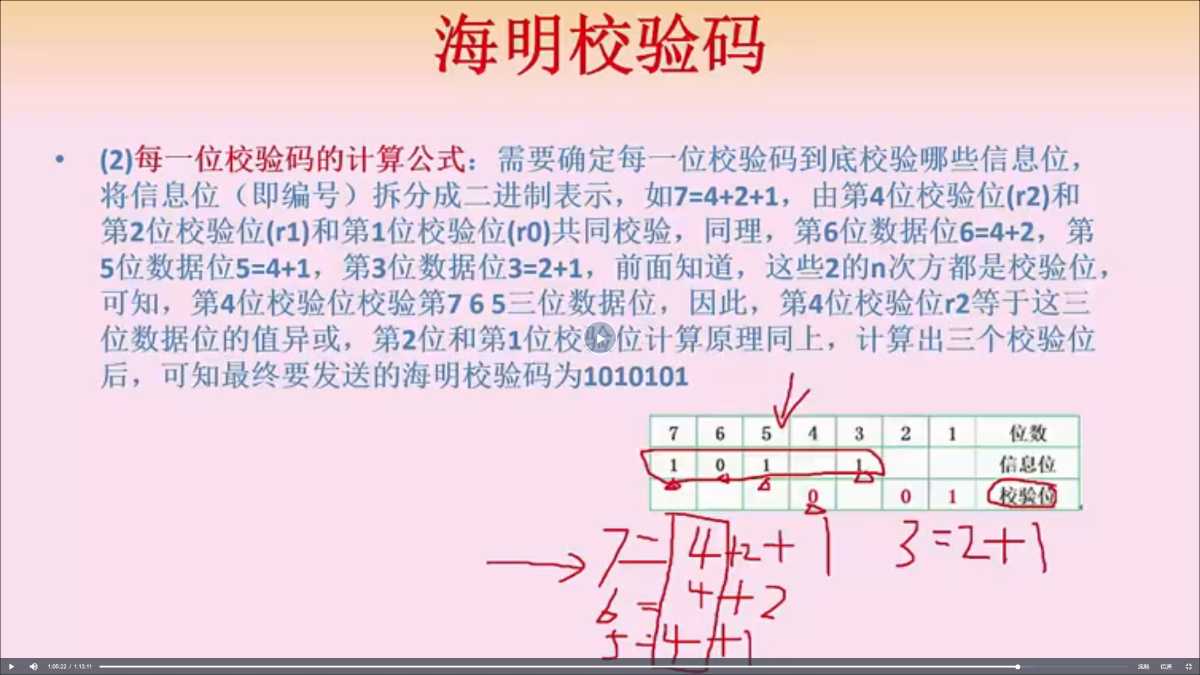 海明校验码
• (2)每一位校验码的计算公式：需要确定每一位校验码到底校验哪些信息位，
将信息位（即编号）拆分成二进制表示，如7=4+2+1，由第4位校验位(r2)和
第2位校验位(r1)和第1位校验位(r0)共同校验，同理，第6位数据位6=4+2，第
5位数据位5=4+1，第3位数据位3=2+1，前面知道，这些2的n次方都是校验位，
可知，第4位校验位校验第7 6 5三位数据位，因此，第4位校验位r2等于这三
位数据位的值异或，第2位和第1位校 位计算原理同上，计算出三个校验位
后，可知最终要发送的海明校验码为1010101
7 6 5 4 3 2 1 位数
1 0 1 1 信息位
0 0 1 校验位
7=4+2+1 3=2+1
6=4+2
5=4+1
1:13:11